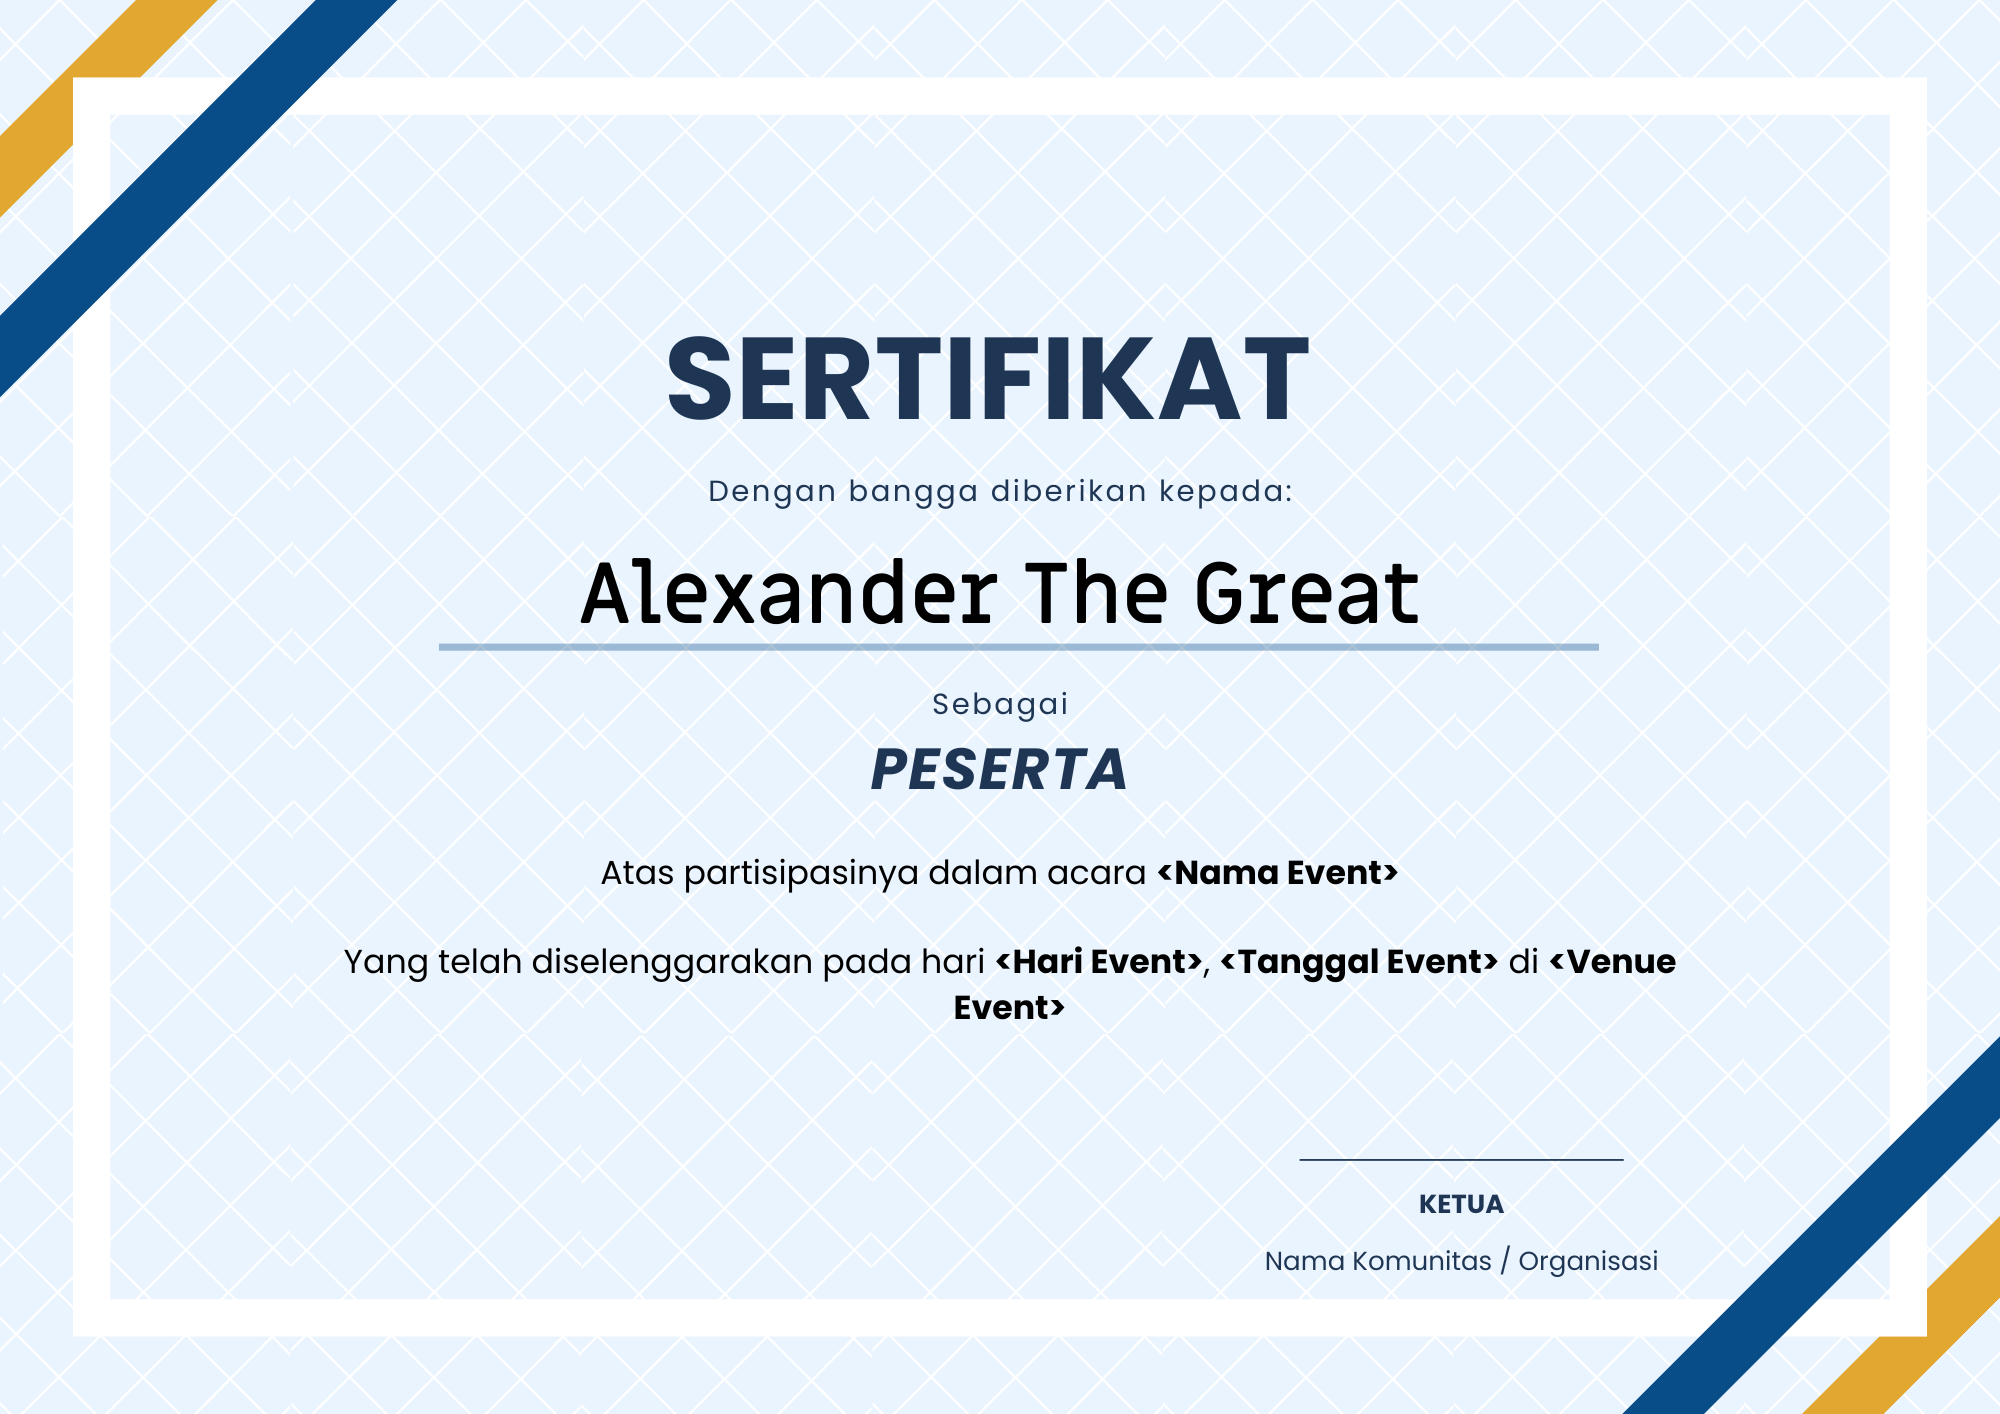 SERTIFIKAT
Dengan bangga diberikan kepada:
Alexander The Great
Sebagai
PESERTA
Atas partisipasinya dalam acara <Nama Event>
Yang telah diselenggarakan pada hari <Hari Event>, <Tanggal Event> di <Venue
Event>
KETUA
Nama Komunitas / Organisasi